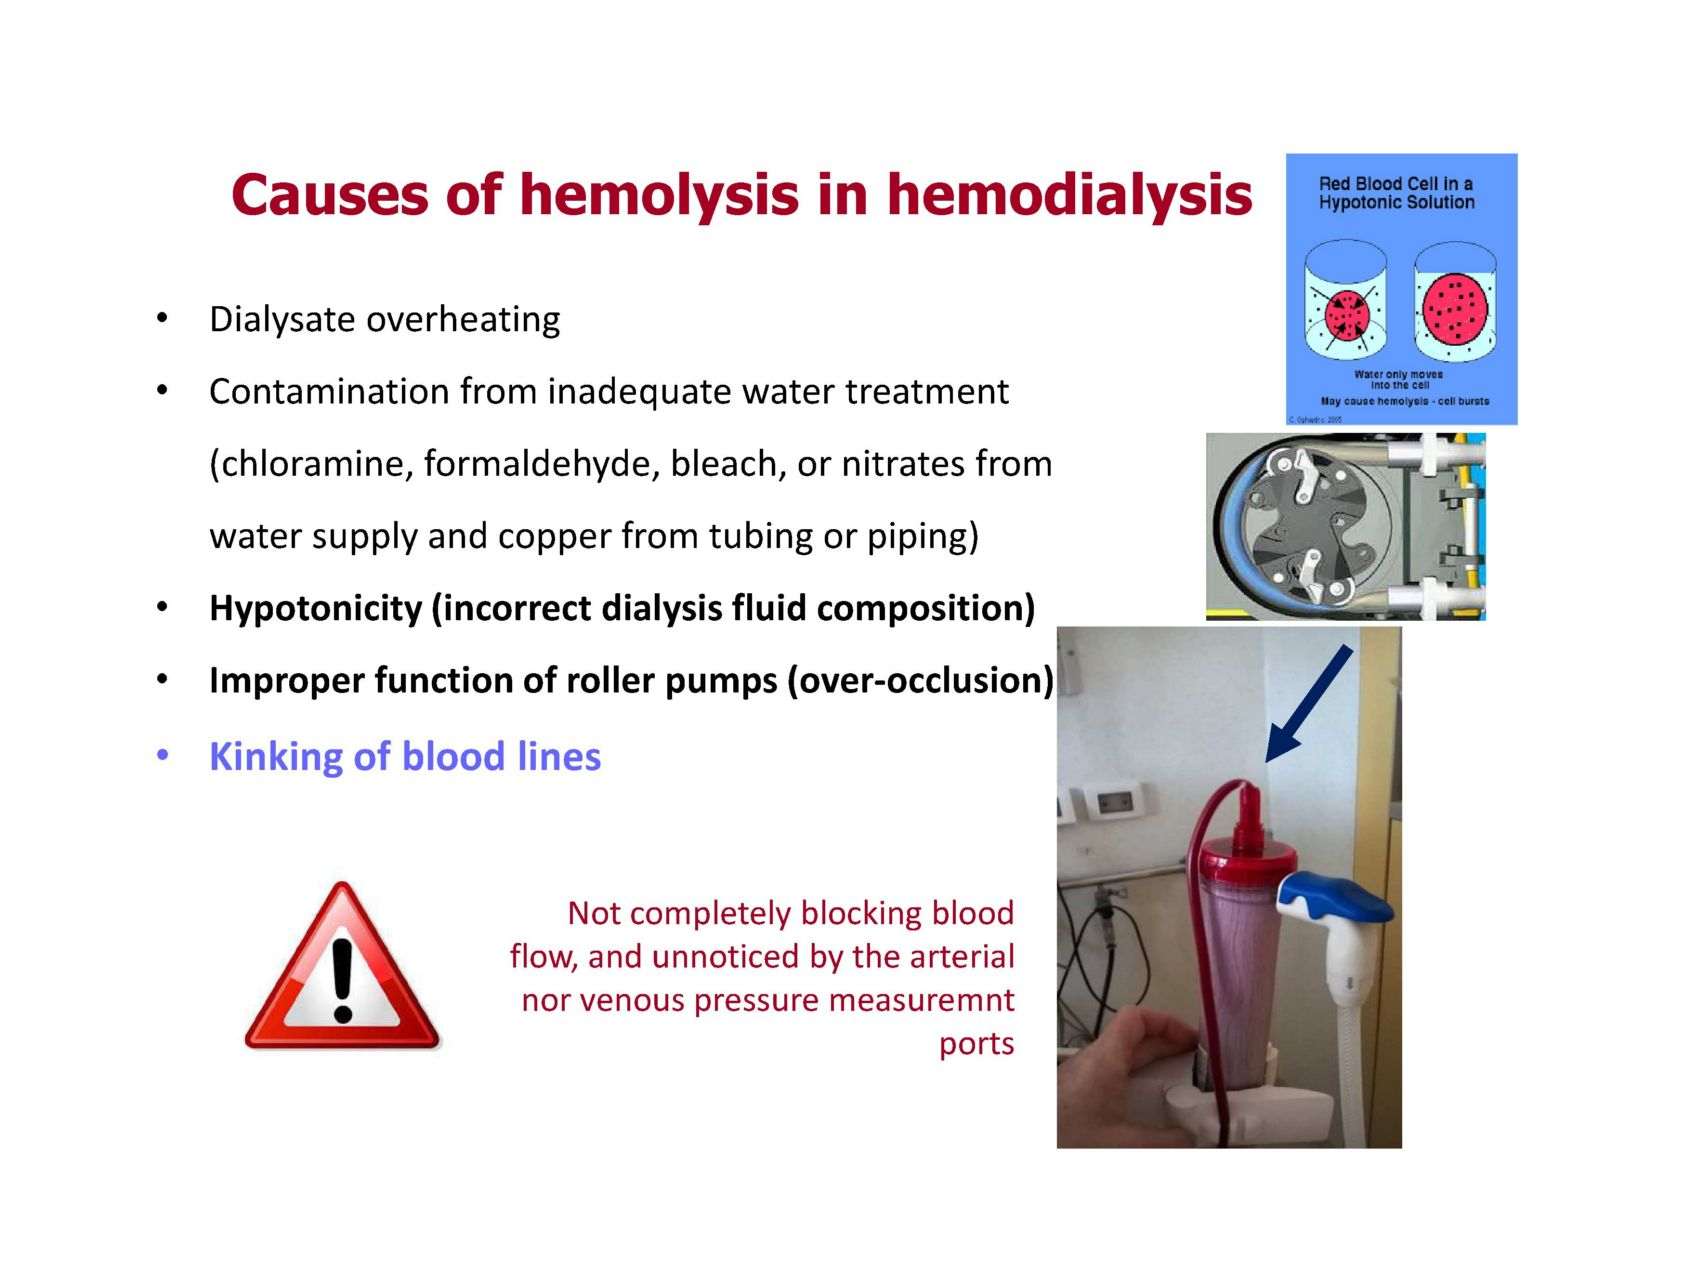 Causes of hemolysis in hemodialysis
• Dialysate overheating
• Contamination from inadequate water treatment
(chloramine, formaldehyde, bleach, or nitrates from
water supply and copper from tubing or piping)
• Hypotonicity (incorrect dialysis fluid composition)
• Improper function of roller pumps (over-occlusion)
• Kinking of blood lines
Not completely blocking blood
flow, and unnoticed by the arterial
nor venous pressure measuremnt
ports
Red Blood Cell in a
Hypotonic Solution
Water only moves
into the cell
May cause hemolysis - cell bursts
C. Ophardt c. 2005